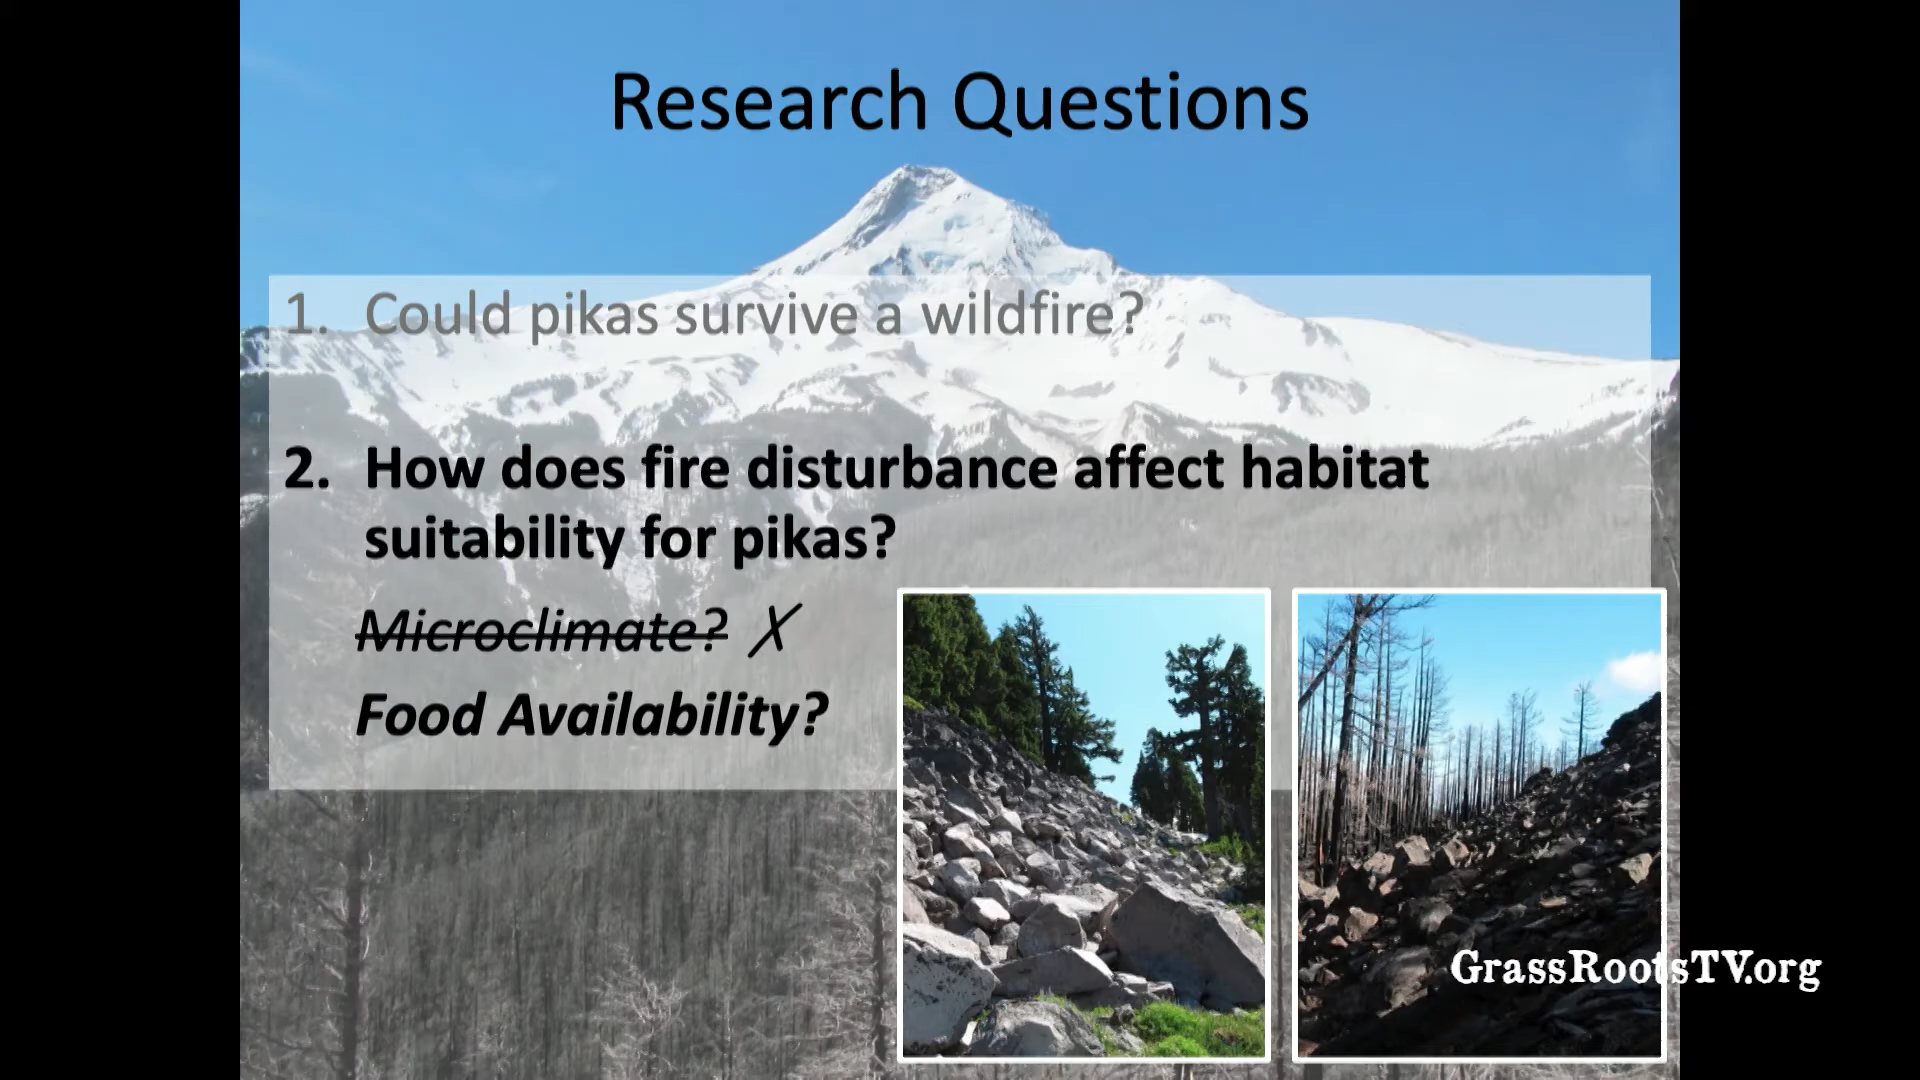 Research Questions
1. Could pikas survive a wildfire?
2. How does fire disturbance affect habitat
suitability for pikas?
Microclimate? X
Food Availability?
GrassRootsTV.org